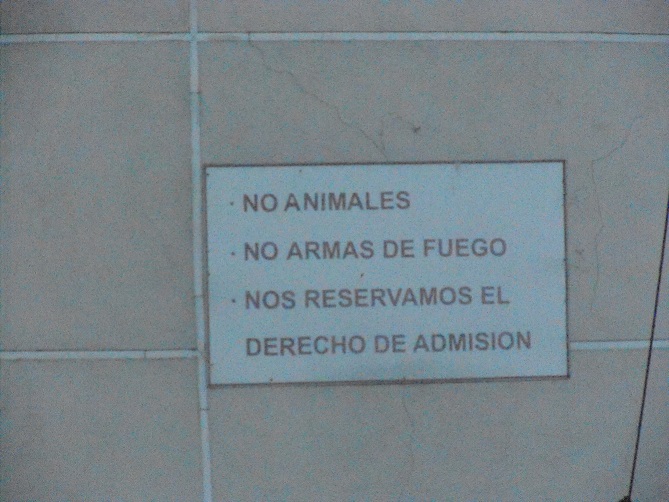 · NO ANIMALES
· NO ARMAS DE FUEGO
· NOS RESERVAMOS EL
DERECHO DE ADMISION